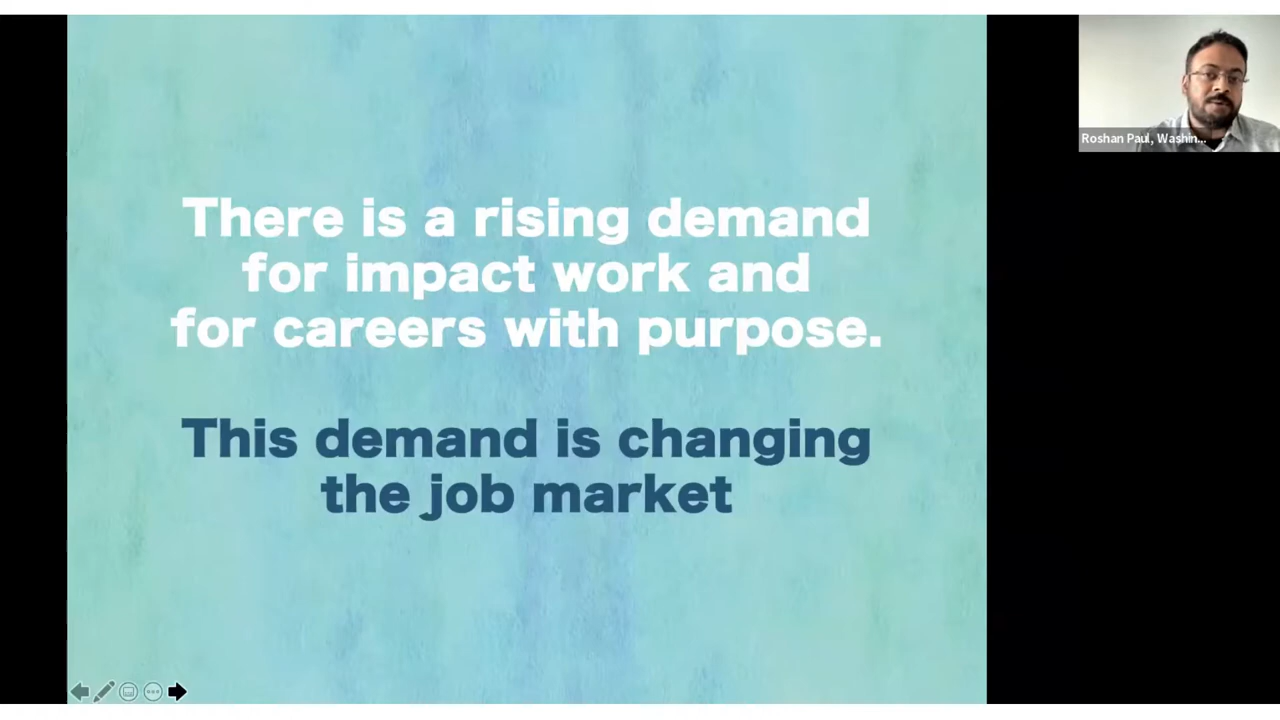 There is a rising demand
for impact work and
for careers with purpose.
This demand is changing
the job market
Roshan Paul, Washin...